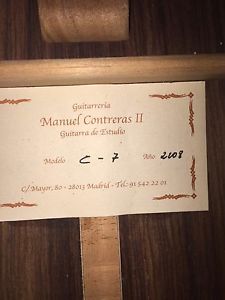 Guitarrería
Manuel Contreras II
Guitarra de Estudio
Modelo C-7 Año 2008
C/. Mayor, 80 - 28013 Madrid - Tel.: 91 542 22 01